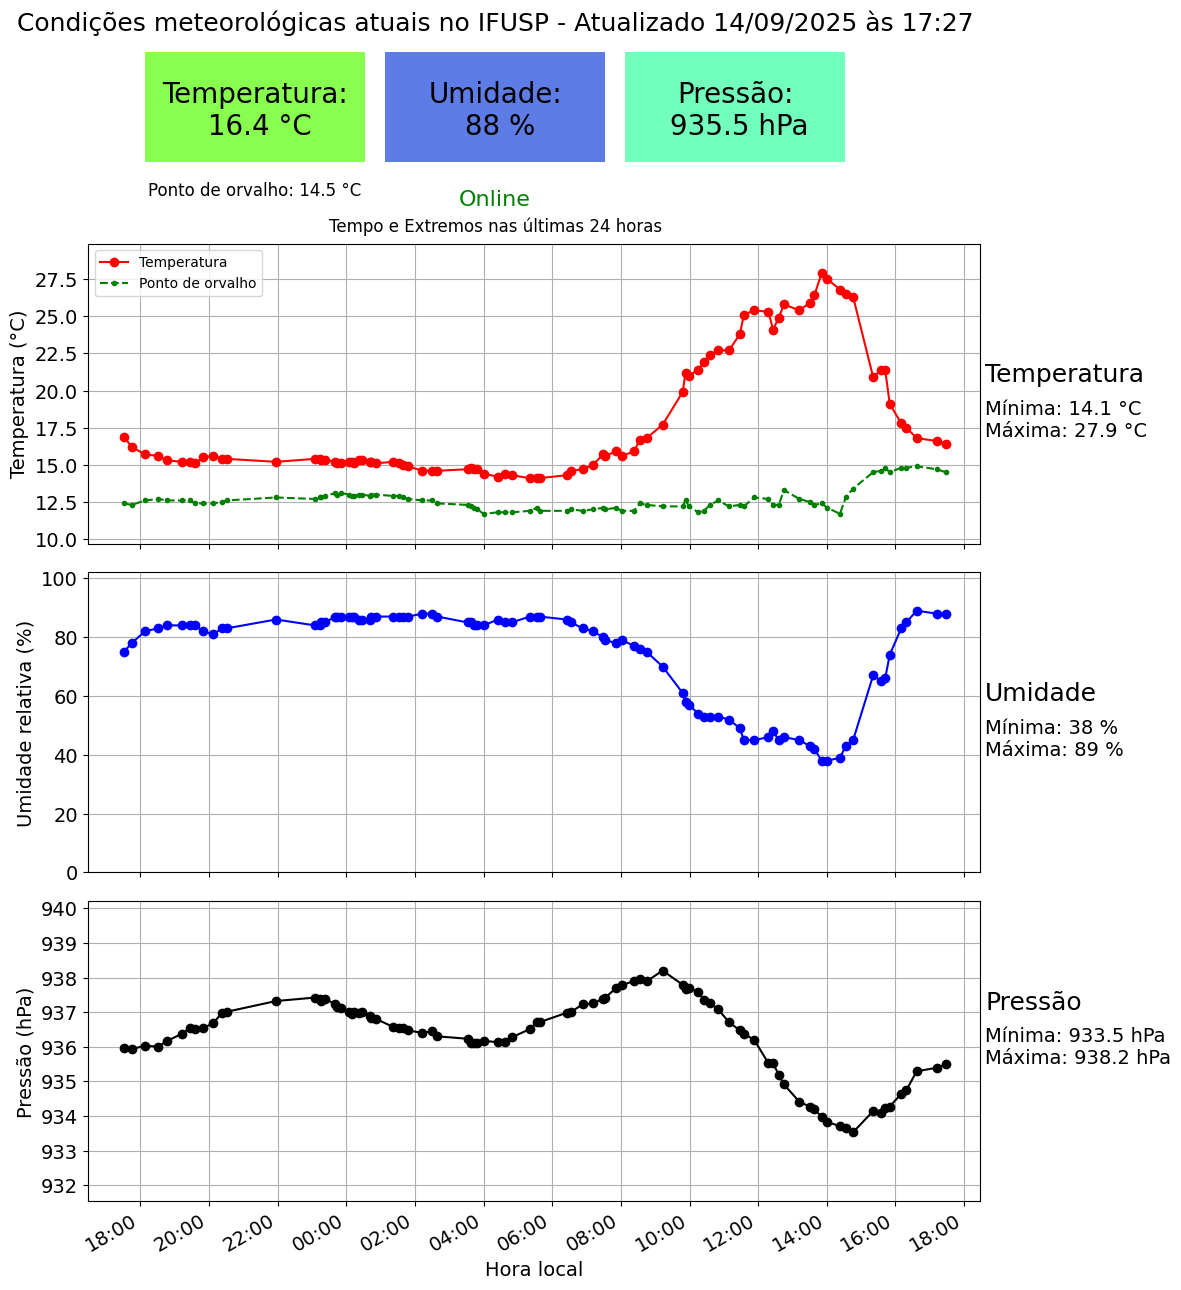 Condições meteorológicas atuais no IFUSP - Atualizado 14/09/2025 às 17:27
Temperatura:
16.4 °C
Umidade:
88 %
Pressão:
935.5 hPa
Ponto de orvalho: 14.5 °C
Online
Tempo e Extremos nas últimas 24 horas
Temperatura
Ponto de orvalho
Temperatura (°C)
27.5
25.0
22.5
20.0
17.5
15.0
12.5
10.0
Temperatura
Mínima: 14.1 °C
Máxima: 27.9 °C
Umidade relativa (%)
100
80
60
40
20
0
Umidade
Mínima: 38 %
Máxima: 89 %
Pressão (hPa)
940
939
938
937
936
935
934
933
932
Pressão
Mínima: 933.5 hPa
Máxima: 938.2 hPa
18:00 20:00 22:00 00:00 02:00 04:00 06:00 08:00 10:00 12:00 14:00 16:00 18:00
Hora local